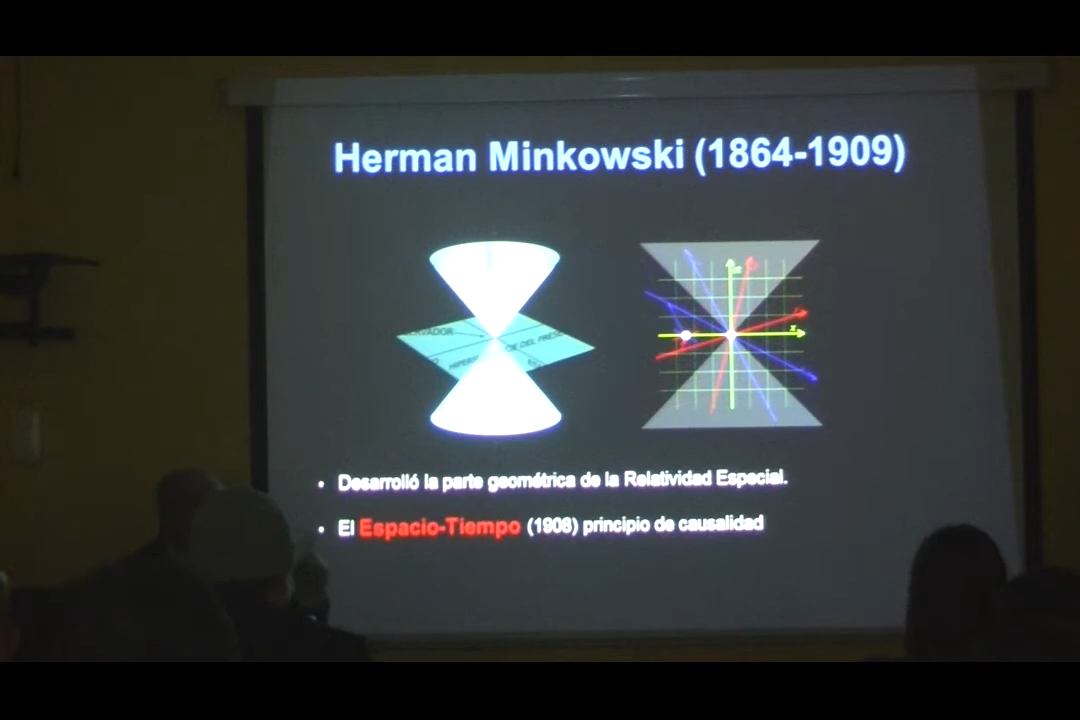 Herman Minkowski (1864-1909)
DEL
x
• Desarrolló la parte geométrica de la Relatividad Especial.
• El Espacio-Tiempo (1908) principio de causalidad